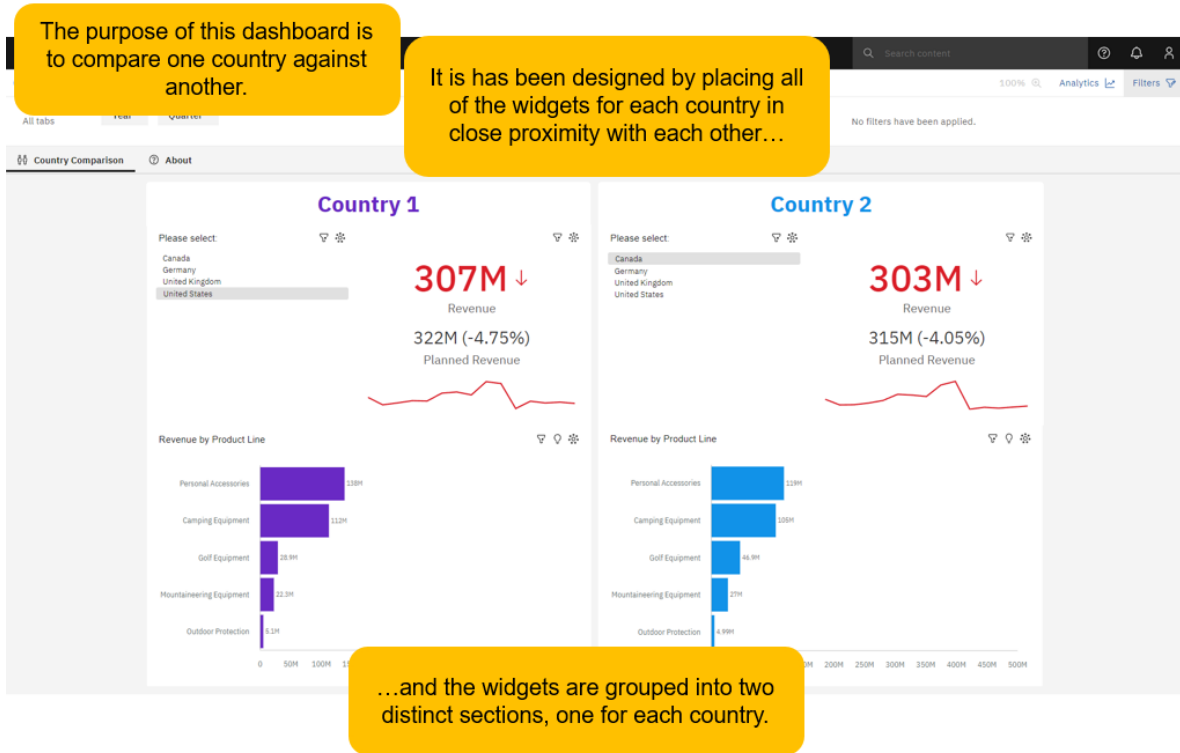 The purpose of this dashboard is
to compare one country against
another.
It is has been designed by placing all
of the widgets for each country in
close proximity with each other…
Search content
100%
Analytics
Filters
All tabs
Year
Quarter
No filters have been applied.
Country Comparison
About
Country 1
Please select:
Canada
Germany
United Kingdom
United States
307M ↓
Revenue
322M (-4.75%)
Planned Revenue
Revenue by Product Line
Personal Accessories
138M
Camping Equipment
112M
Golf Equipment
28.9M
Mountaineering Equipment
22.3M
Outdoor Protection
5.1M
0 50M 100M
Country 2
Please select:
Canada
Germany
United Kingdom
United States
303M ↓
Revenue
315M (-4.05%)
Planned Revenue
Revenue by Product Line
Personal Accessories
119M
Camping Equipment
Golf Equipment
46.9M
Mountaineering Equipment
27M
Outdoor Protection
4.99M
200M 250M 300M 350M 400M 450M 500M
…and the widgets are grouped into two
distinct sections, one for each country.